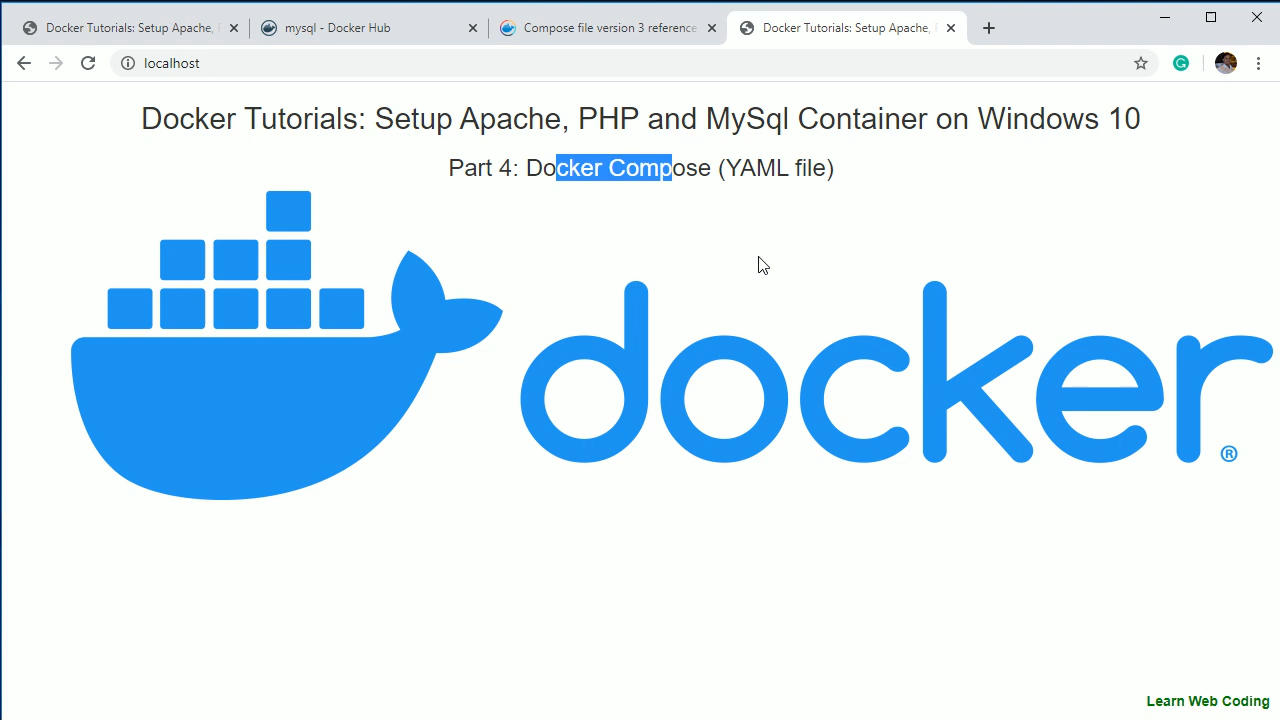 Docker Tutorials: Setup Apache,
mysql - Docker Hub
Compose file version 3 reference
Docker Tutorials: Setup Apache,
localhost
Docker Tutorials: Setup Apache, PHP and MySql Container on Windows 10
Part 4: Docker Compose (YAML file)
docker®
Learn Web Coding